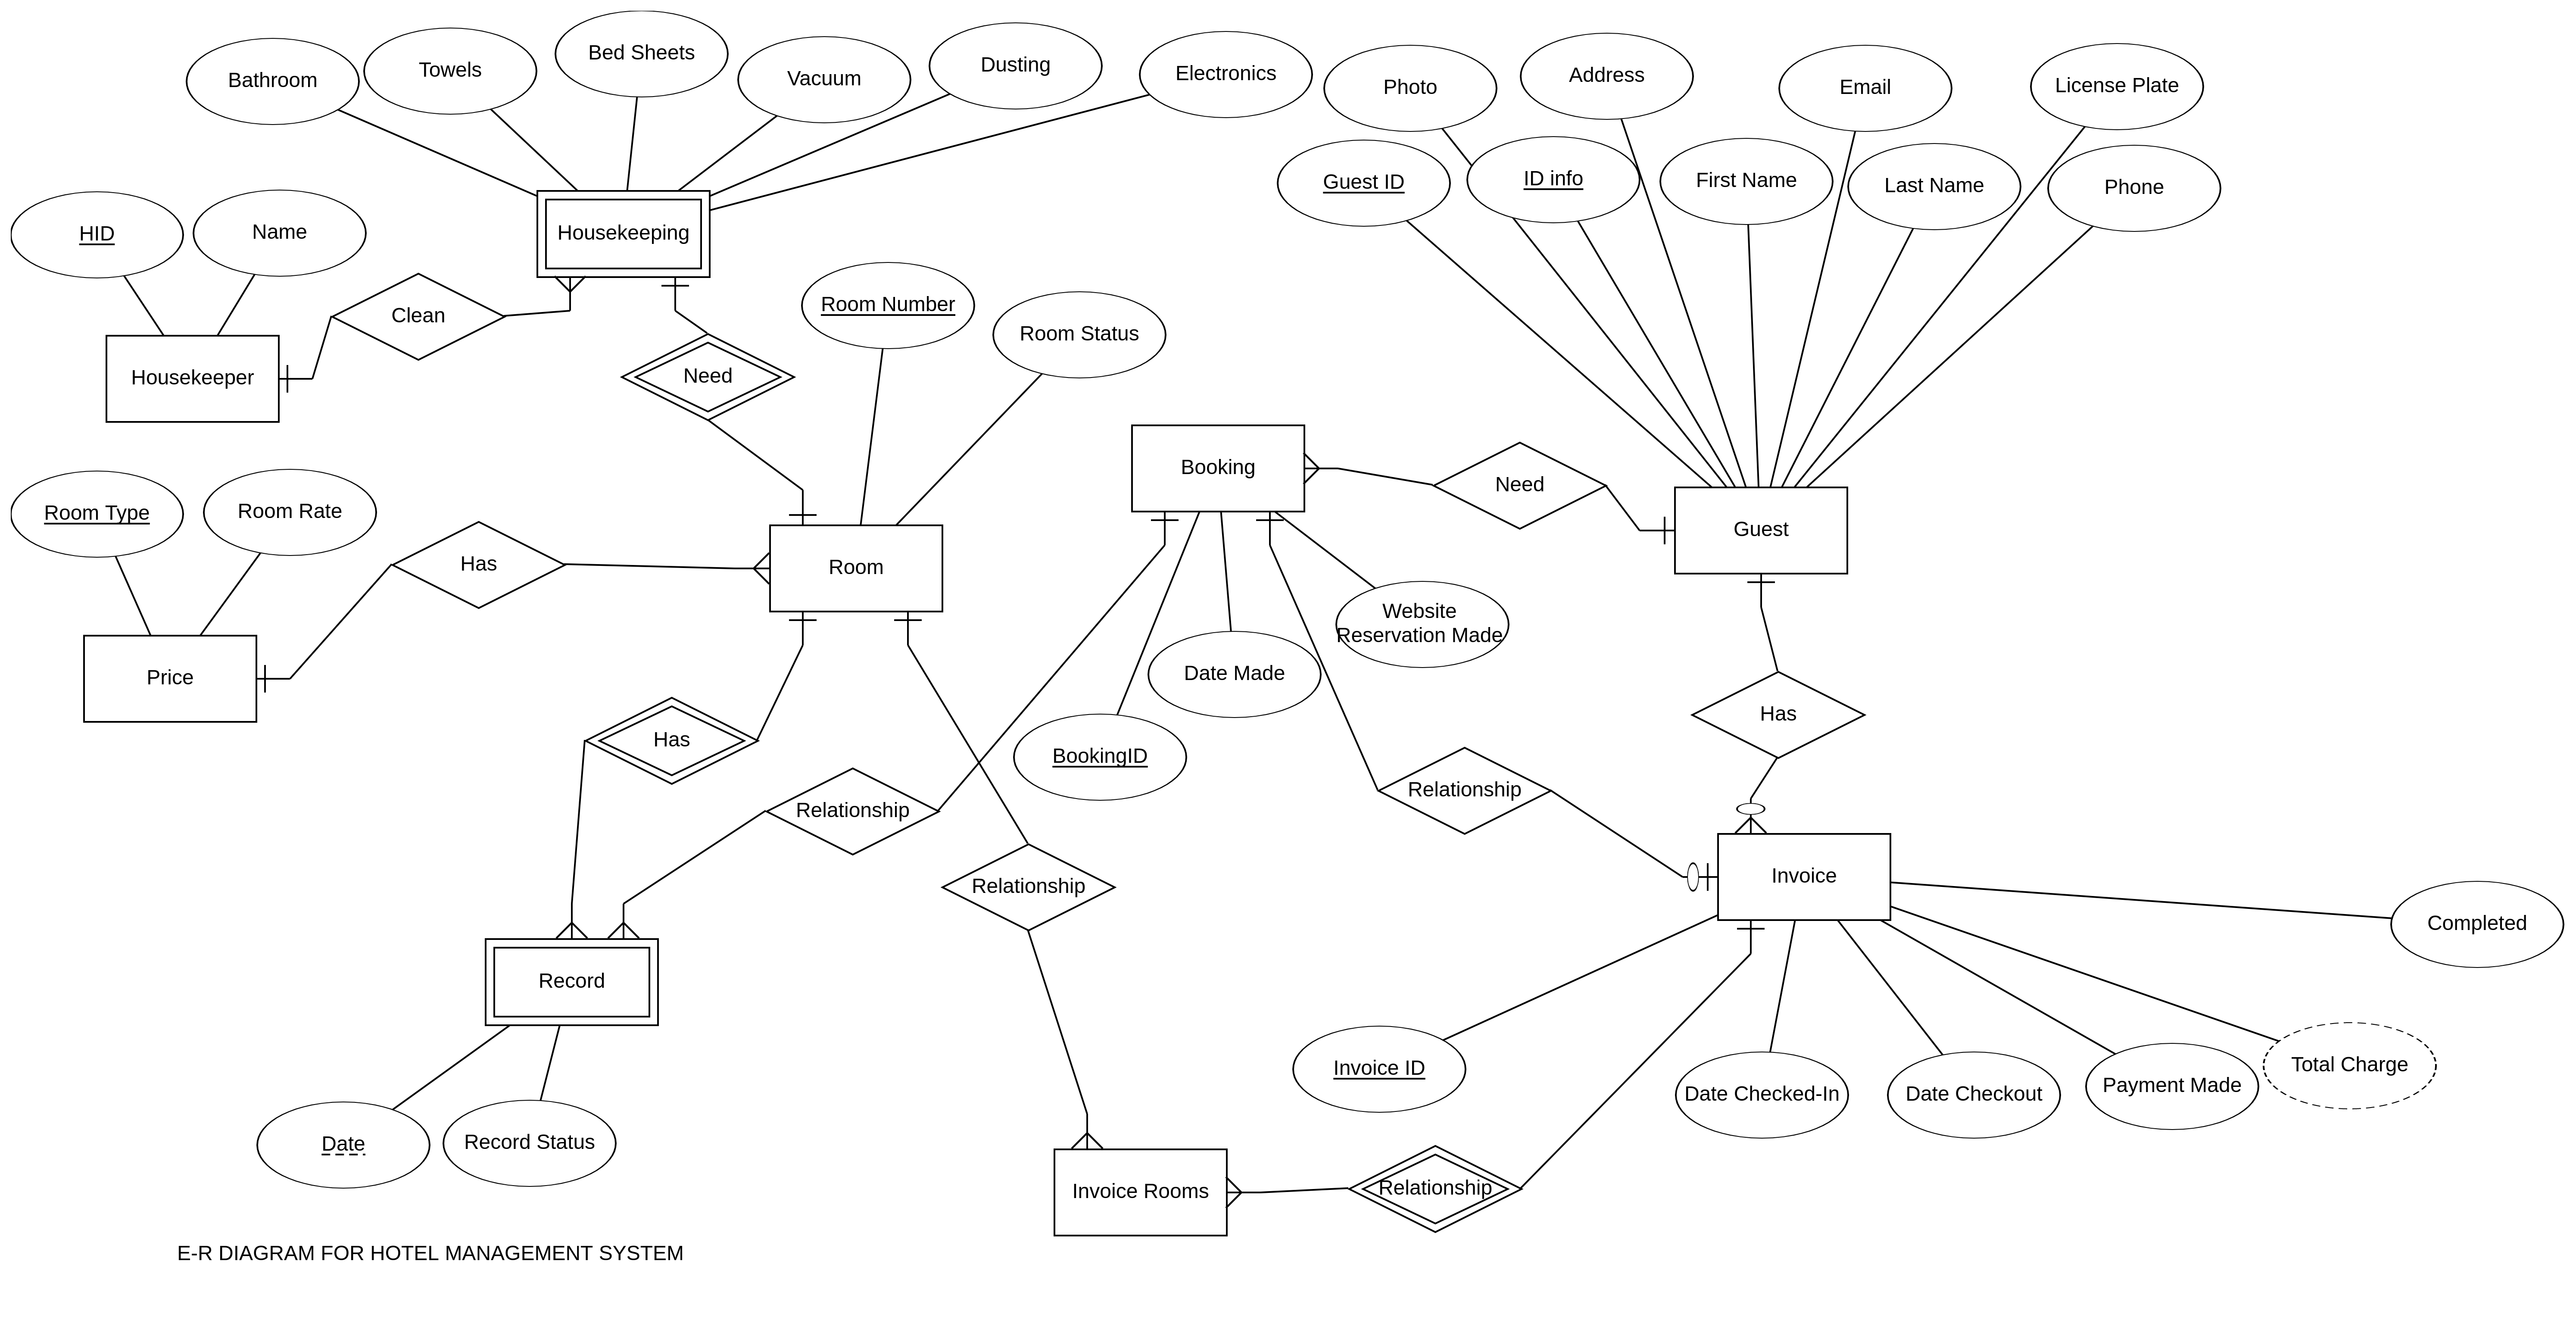 Bathroom
Towels
Bed Sheets
Vacuum
Dusting
Electronics
Photo
Address
Email
License Plate
Guest ID
ID info
First Name
Last Name
Phone
HID
Name
Housekeeping
Clean
Housekeeper
Need
Room Number
Room Status
Booking
Need
Guest
Room Type
Room Rate
Has
Room
Price
Website
Reservation Made
Date Made
BookingID
Has
Has
Relationship
Relationship
Relationship
Invoice
Completed
Record
Invoice ID
Date Checked-In
Date Checkout
Payment Made
Total Charge
Date
Record Status
Invoice Rooms
Relationship
E-R DIAGRAM FOR HOTEL MANAGEMENT SYSTEM